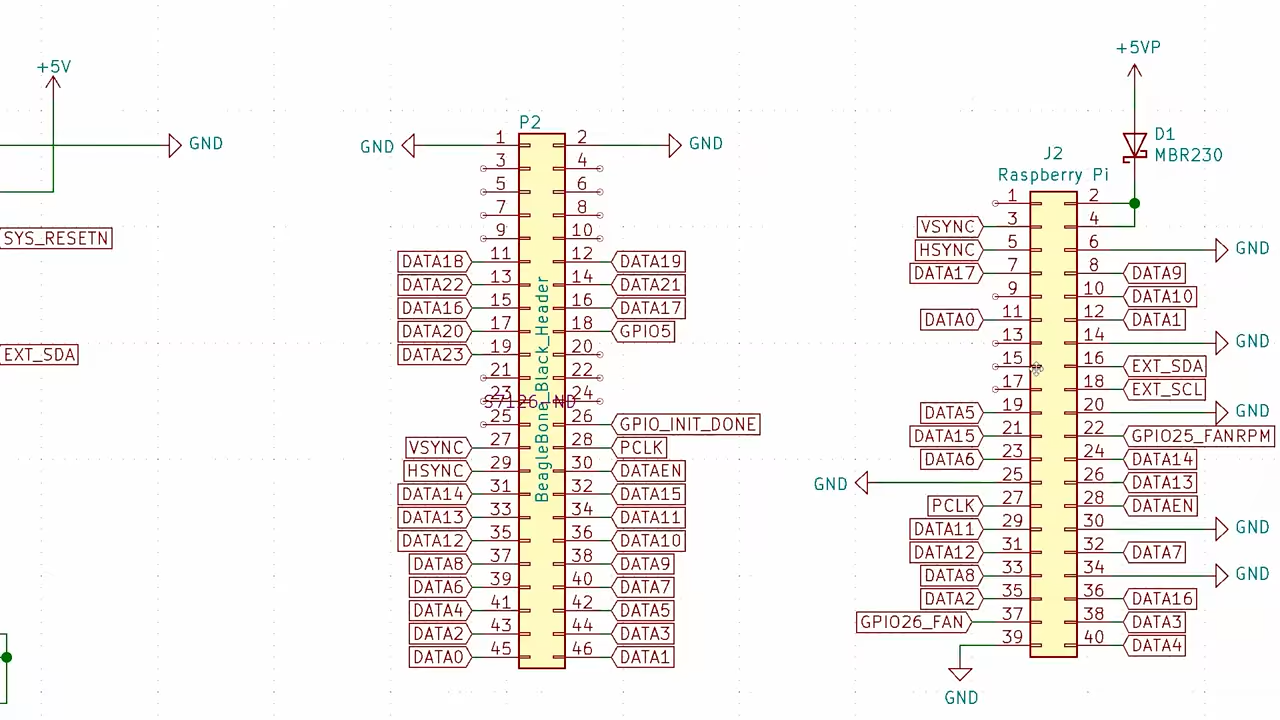 +5V
GND
SYS_RESETN
EXT_SDA
P2
GND 1 2 GND
3 4
5 6
7 8
9 10
DATA18 11 12 DATA19
DATA22 13 14 DATA21
DATA16 15 16 DATA17
DATA20 17 18 GPIO5
DATA23 19 20
21 22
23 24
S7126-ND
25 26 GPIO_INIT_DONE
VSYNC 27 28 PCLK
HSYNC 29 30 DATAEN
DATA14 31 32 DATA15
DATA13 33 34 DATA11
DATA12 35 36 DATA10
DATA8 37 38 DATA9
DATA6 39 40 DATA7
DATA4 41 42 DATA5
DATA2 43 44 DATA3
DATA0 45 46 DATA1
BeagleBone_Black_Header
+5VP
D1
MBR230
J2
Raspberry Pi
1 2
VSYNC 3 4
HSYNC 5 6 GND
DATA17 7 8 DATA9
9 10 DATA10
DATA0 11 12 DATA1
13 14 GND
15 16 EXT_SDA
17 18 EXT_SCL
DATA5 19 20 GND
DATA15 21 22 GPIO25_FANRPM
DATA6 23 24 DATA14
GND 25 26 DATA13
PCLK 27 28 DATAEN
DATA11 29 30 GND
DATA12 31 32 DATA7
DATA8 33 34 GND
DATA2 35 36 DATA16
GPIO26_FAN 37 38 DATA3
39 40 DATA4
GND